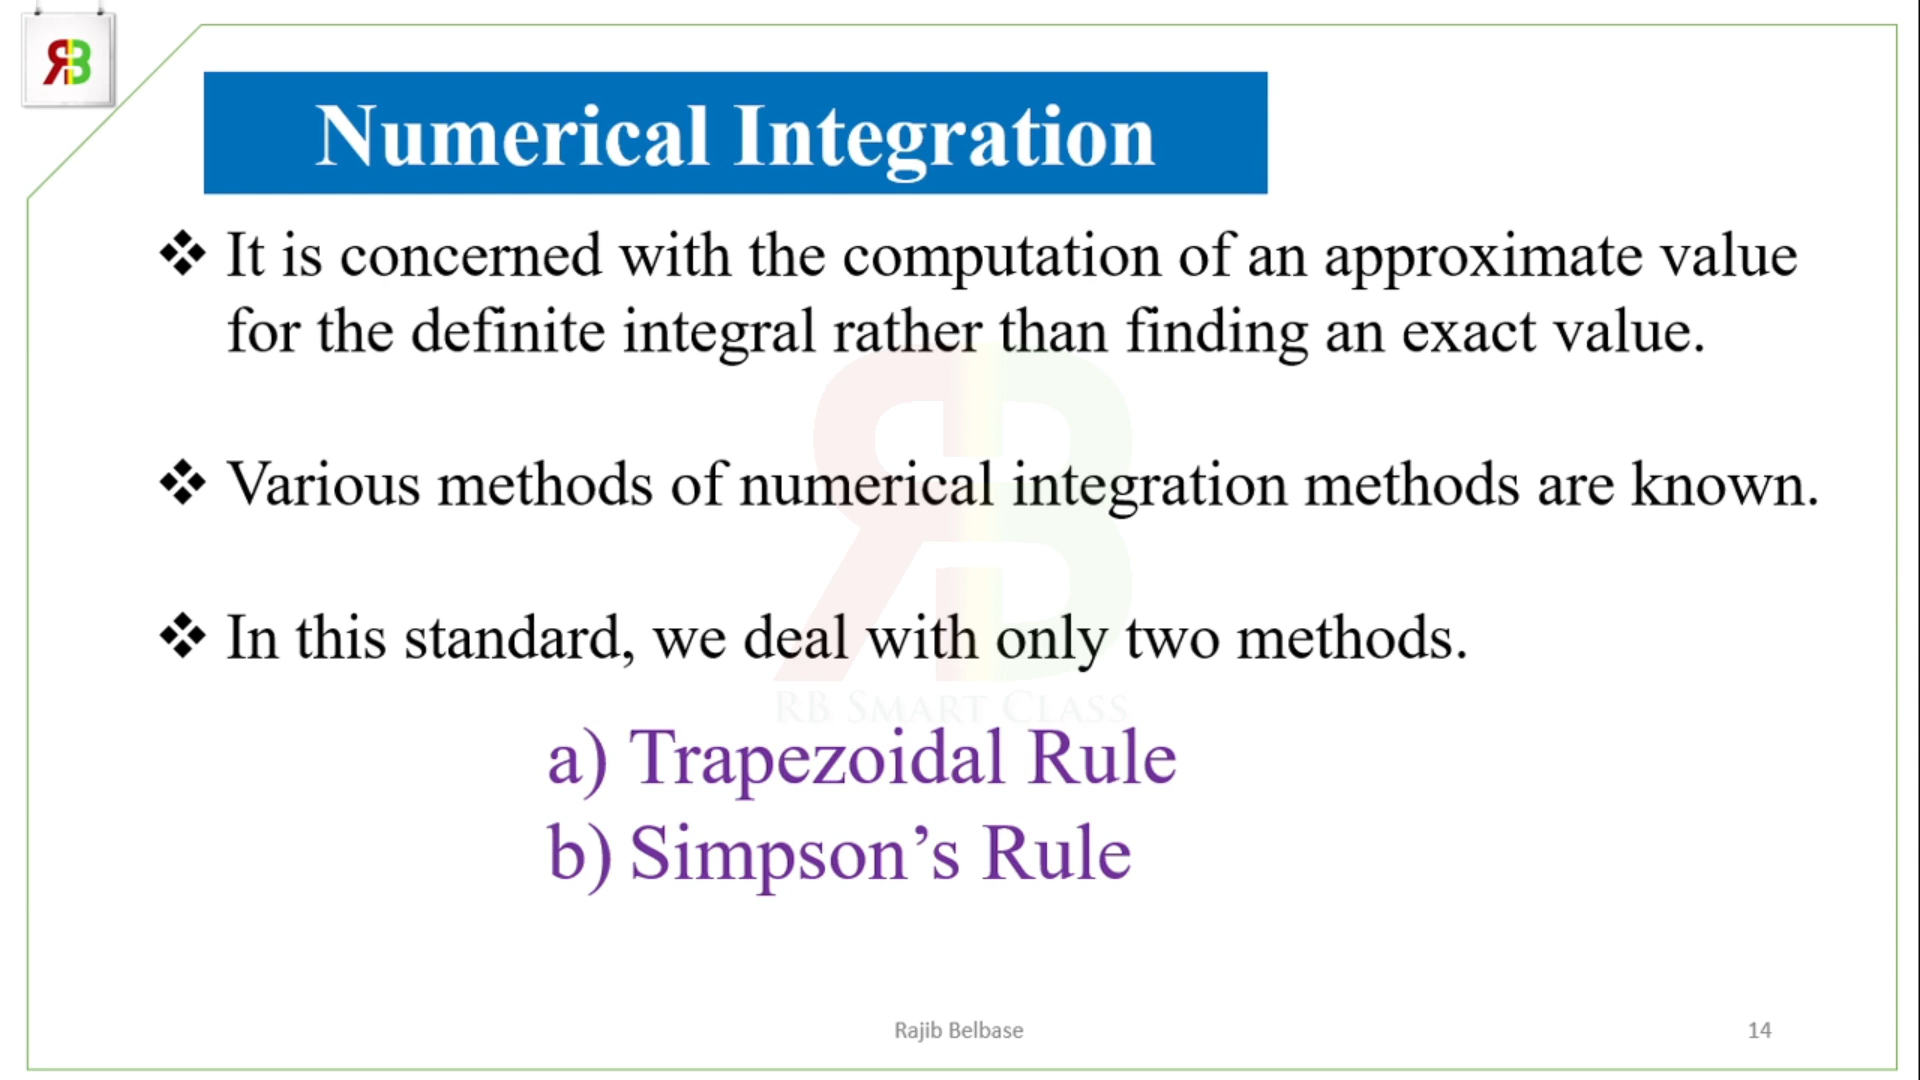 RB
Numerical Integration
❖ It is concerned with the computation of an approximate value
for the definite integral rather than finding an exact value.
❖ Various methods of numerical integration methods are known.
❖ In this standard, we deal with only two methods.
RB SMART CLASS
a) Trapezoidal Rule
b) Simpson’s Rule
Rajib Belbase
14